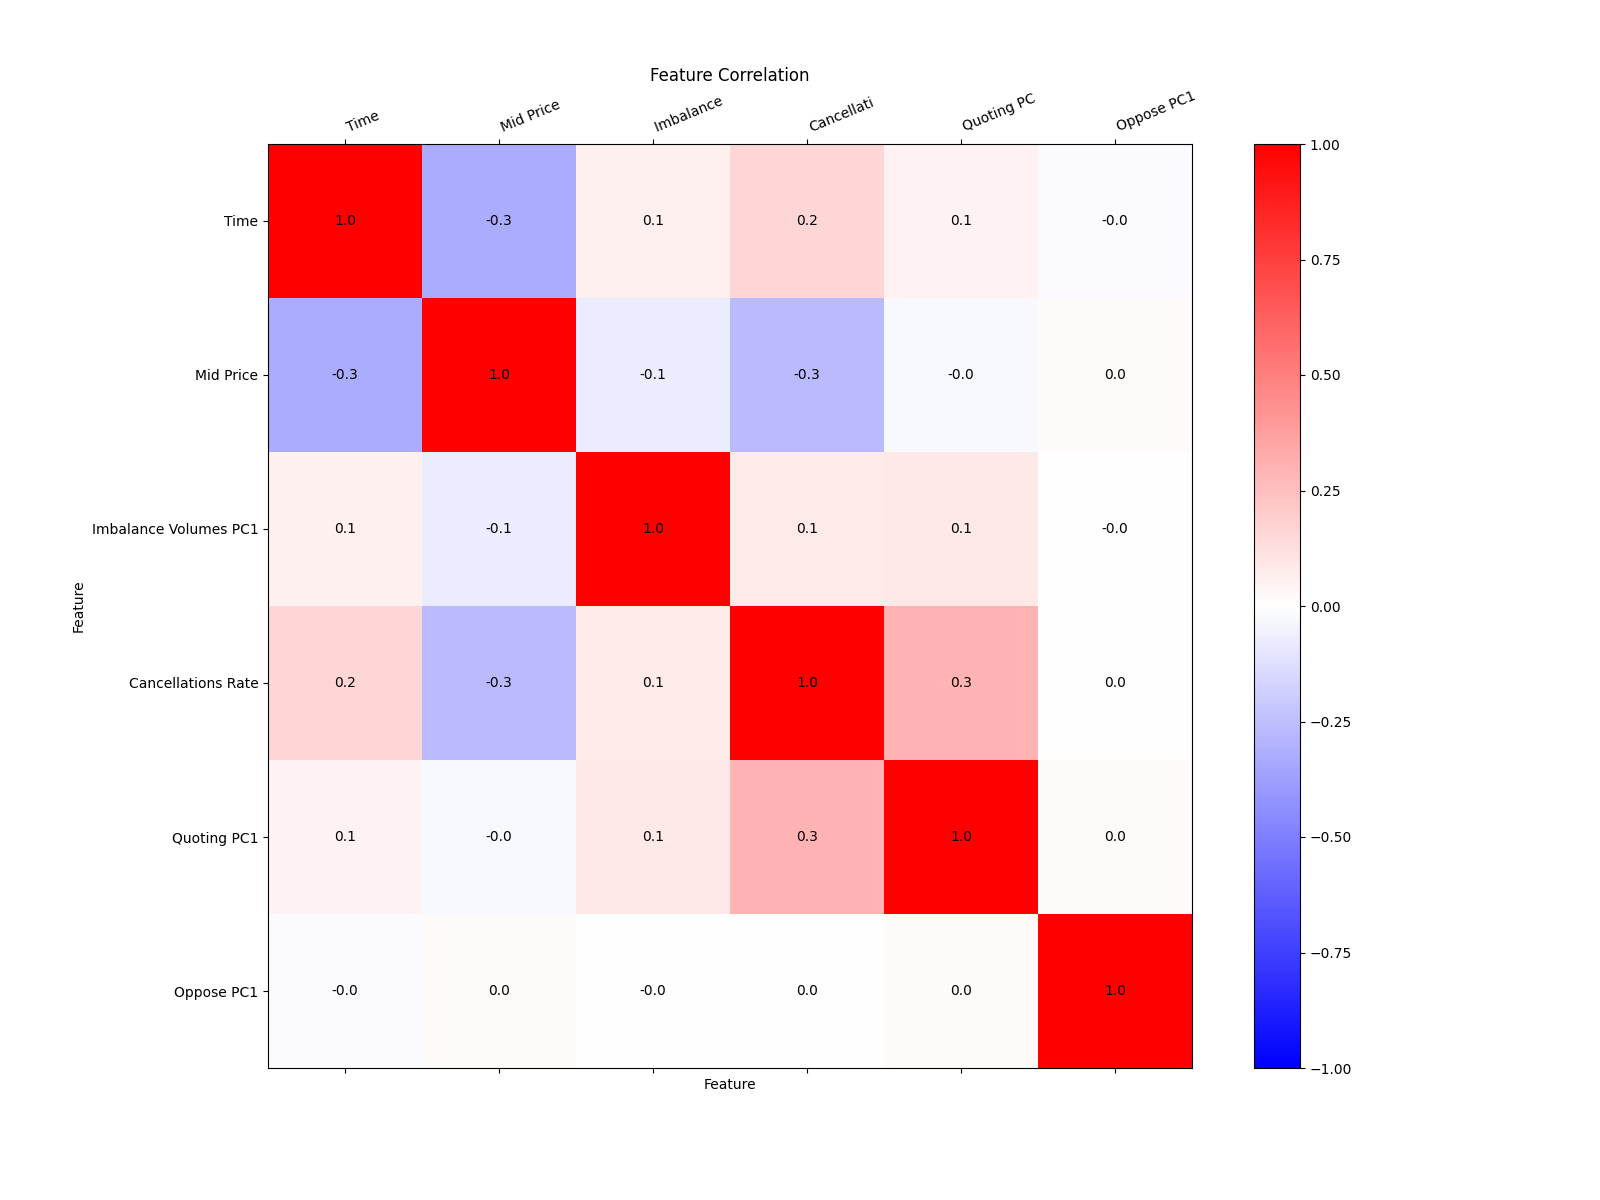 Feature Correlation
Time Mid Price Imbalance Cancellati Quoting PC Oppose PC1
Time 1.0 -0.3 0.1 0.2 0.1 -0.0
Mid Price -0.3 1.0 -0.1 -0.3 -0.0 0.0
Imbalance Volumes PC1 0.1 -0.1 1.0 0.1 0.1 -0.0
Cancellations Rate 0.2 -0.3 0.1 1.0 0.3 0.0
Quoting PC1 0.1 -0.0 0.1 0.3 1.0 0.0
Oppose PC1 -0.0 0.0 -0.0 0.0 0.0 1.0
Feature
Feature
1.00
0.75
0.50
0.25
0.00
−0.25
−0.50
−0.75
−1.00